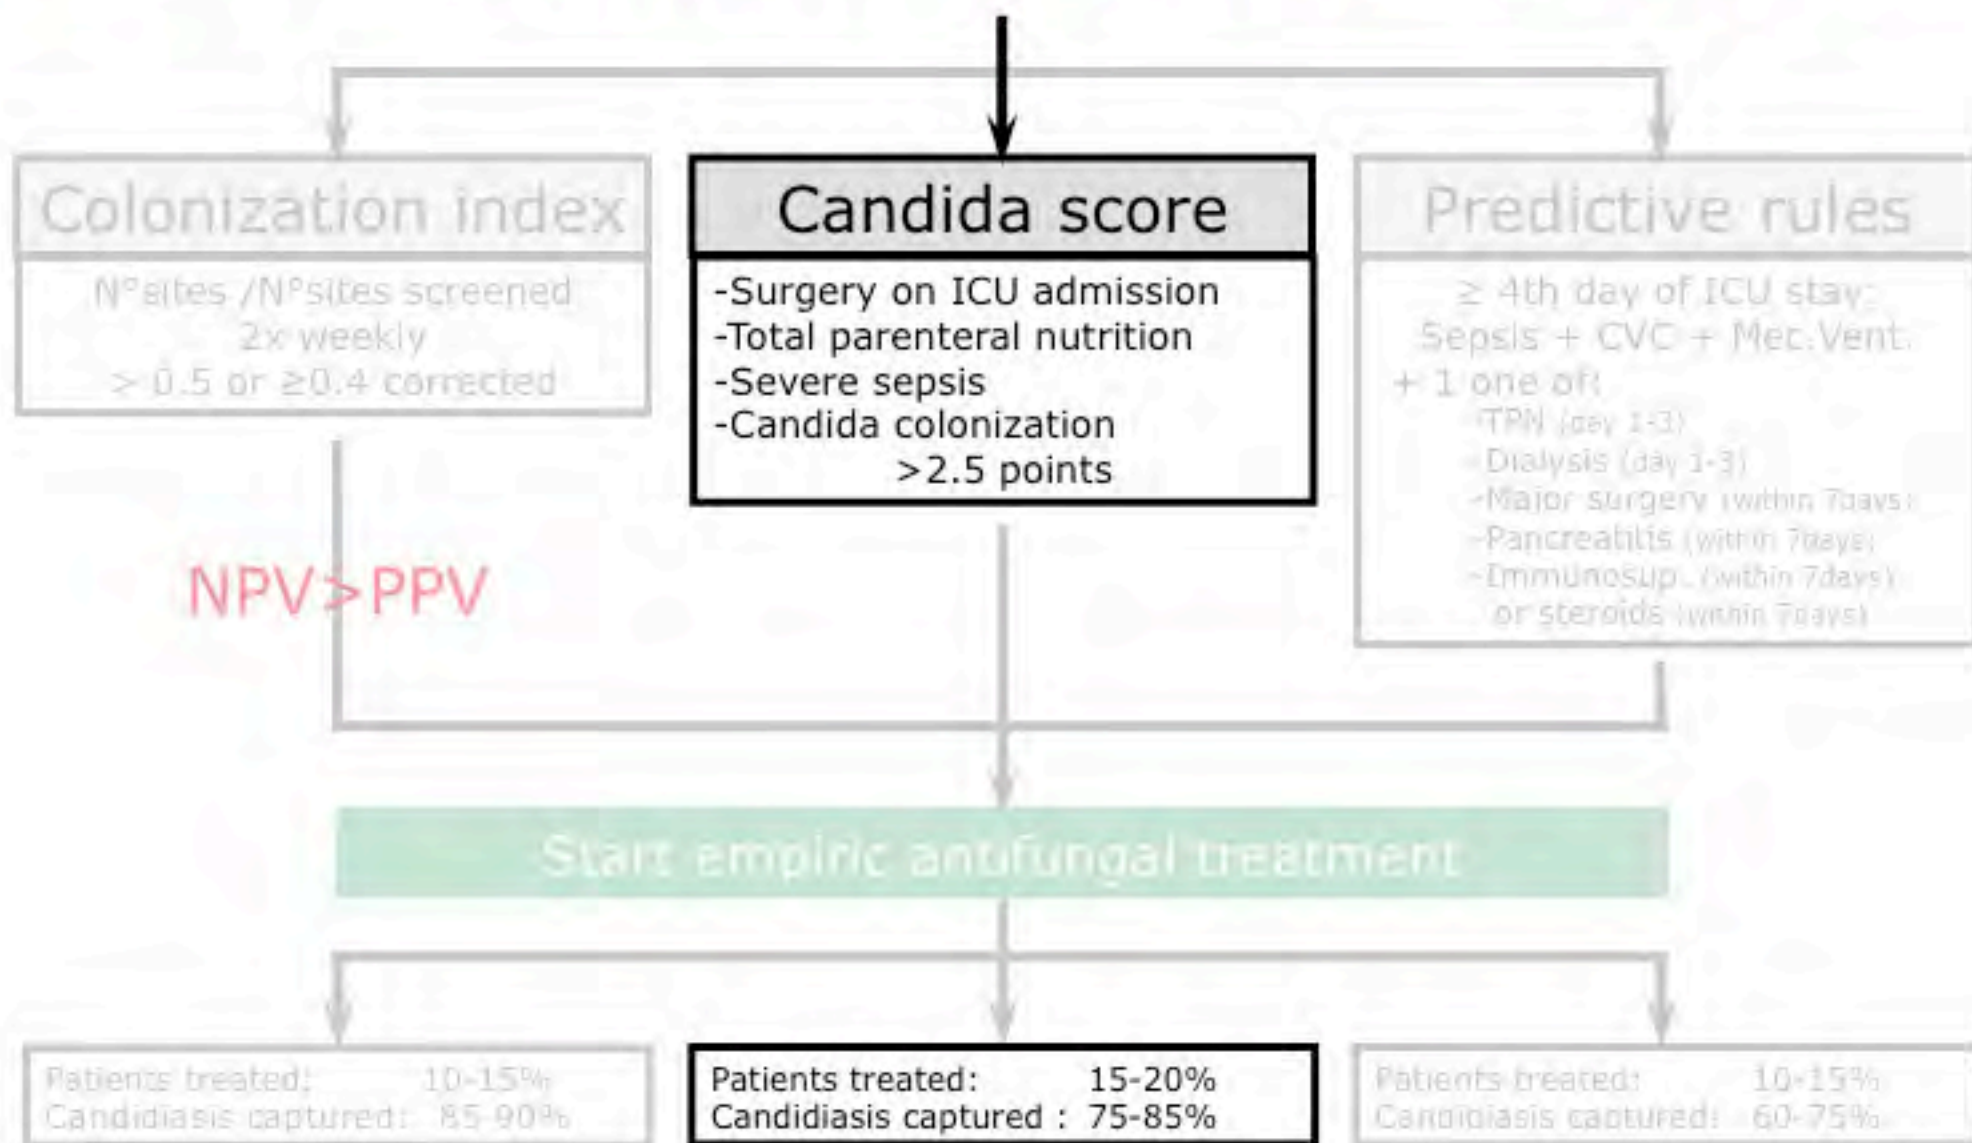 Colonization index
N°sites /N°sites screened
2x weekly
> 0.5 or ≥0.4 corrected
NPV>PPV
Candida score
-Surgery on ICU admission
-Total parenteral nutrition
-Severe sepsis
-Candida colonization
>2.5 points
Predictive rules
≥ 4th day of ICU stay:
Sepsis + CVC + Mec.Vent.
+ 1 one of:
-TPN (day 1-3)
-Dialysis (day 1-3)
-Major surgery (within 7days)
-Pancreatitis (within 7days)
-Immunosup. (within 7days)
or steroids (within 7days)
Start empiric antifungal treatment
Patients treated: 10-15%
Candidiasis captured: 85-90%
Patients treated: 15-20%
Candidiasis captured : 75-85%
Patients treated: 10-15%
Candidiasis captured: 60-75%